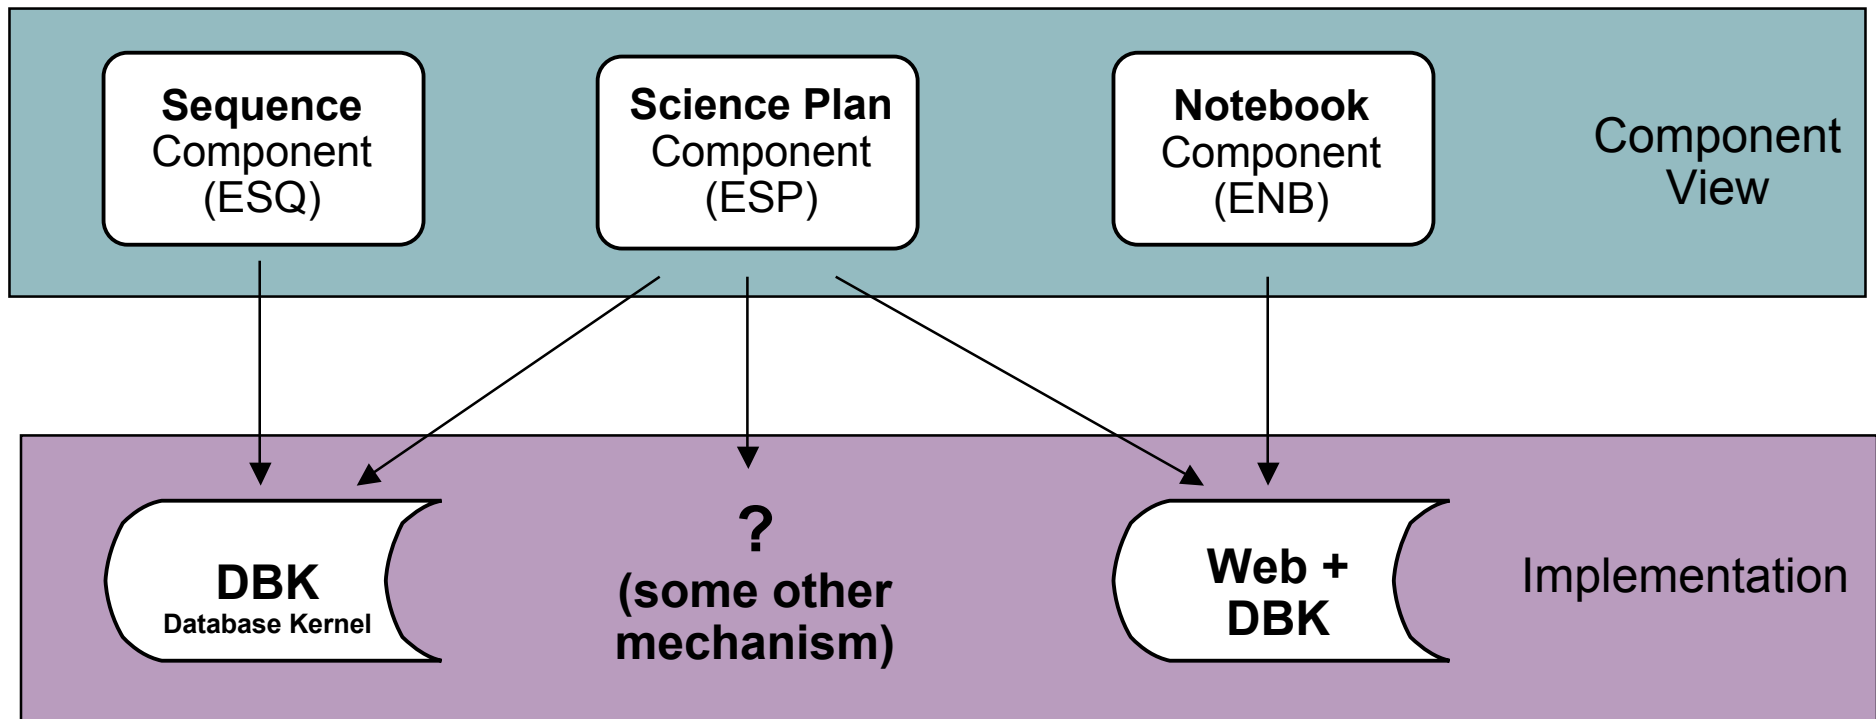 Sequence
Component
(ESQ)
Science Plan
Component
(ESP)
Notebook
Component
(ENB)
Component
View
DBK
Database Kernel
?
(some other
mechanism)
Web +
DBK
Implementation